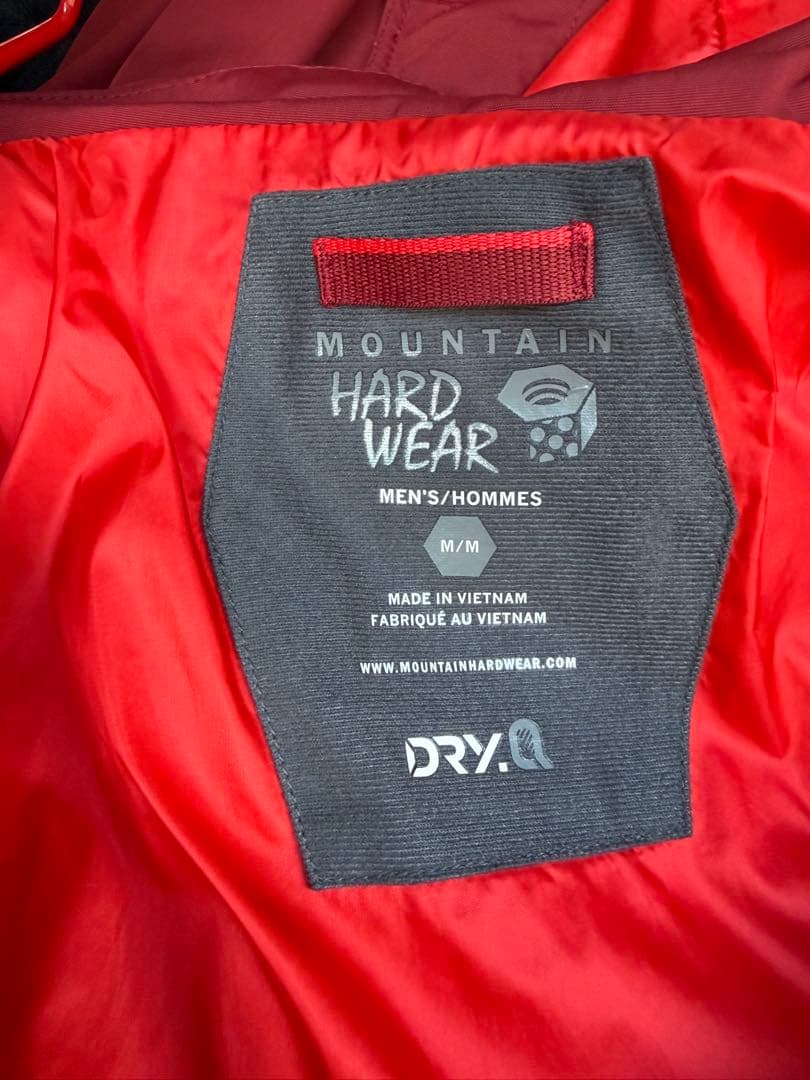 MOUNTAIN
HARD
WEAR
MEN'S/HOMMES
M/M
MADE IN VIETNAM
FABRIQUÉ AU VIETNAM
WWW.MOUNTAINHARDWEAR.COM
DRY.Q